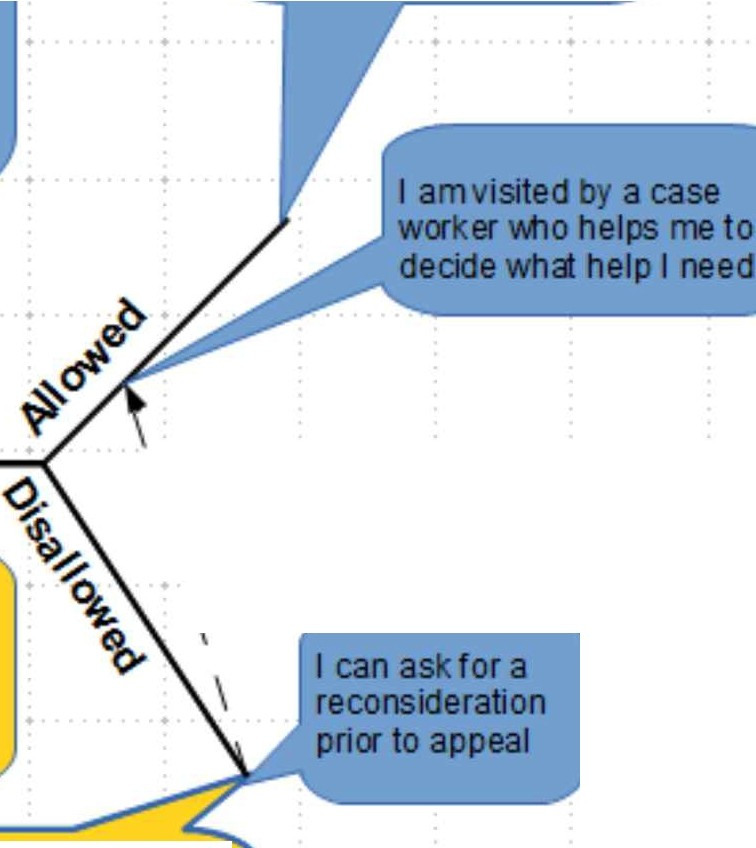 I am visited by a case
worker who helps me to
decide what help I need
Allowed
Disallowed
I can ask for a
reconsideration
prior to appeal